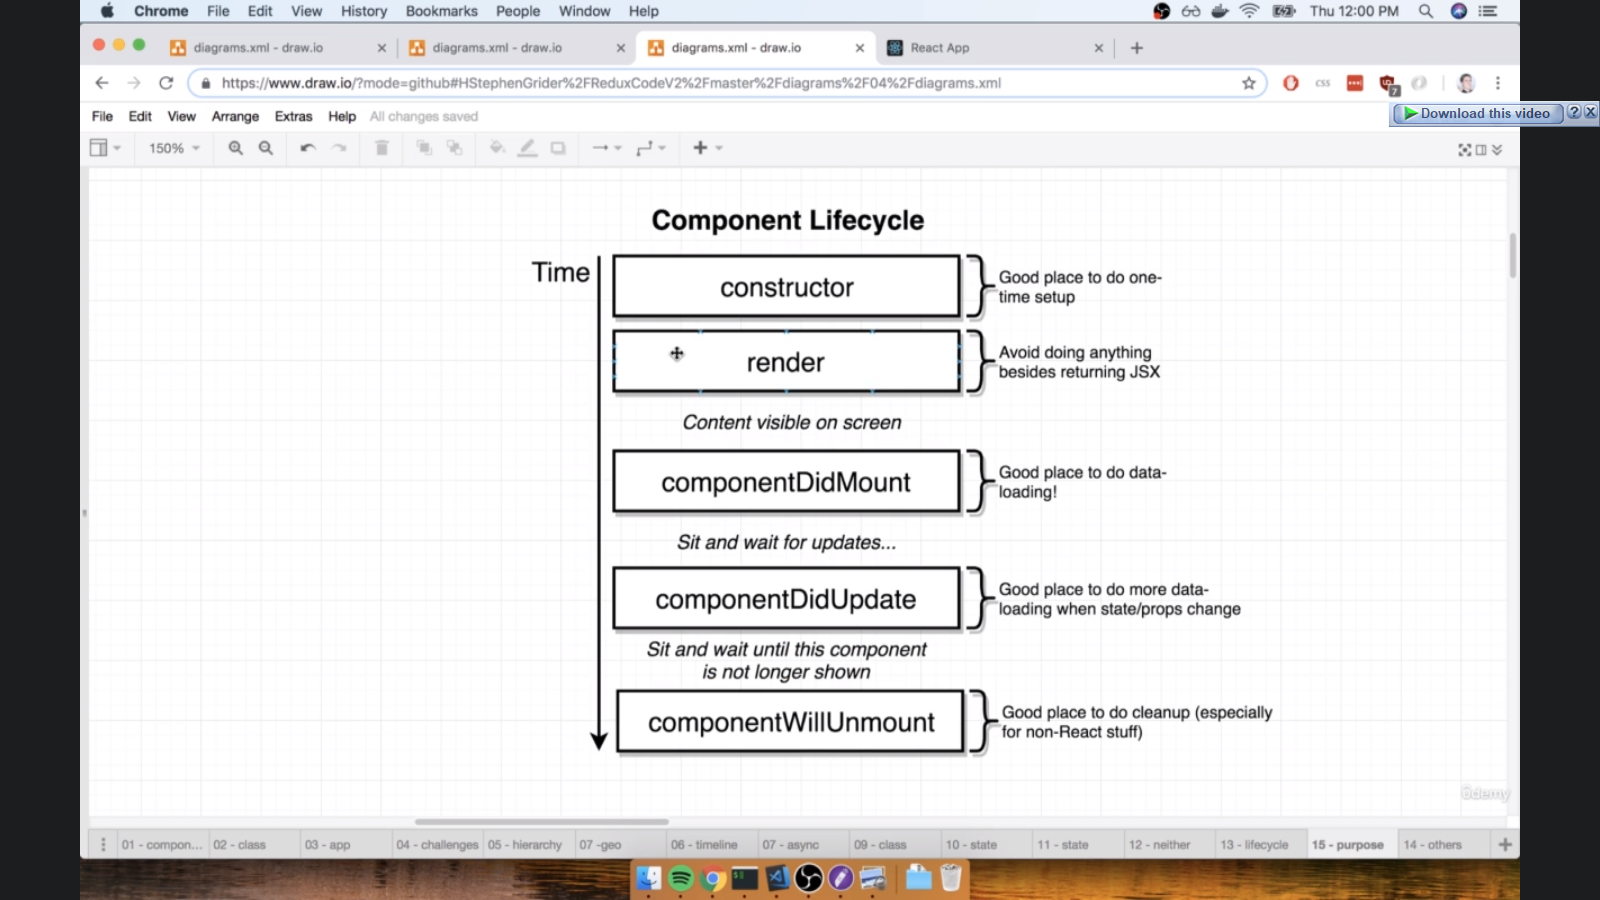 Chrome File Edit View History Bookmarks People Window Help Thu 12:00 PM
diagrams.xml - draw.io diagrams.xml - draw.io diagrams.xml - draw.io React App
https://www.draw.io/?mode=github#HStephenGrider%2FReduxCodeV2%2Fmaster%2Fdiagrams%2F04%2Fdiagrams.xml css 7
File Edit View Arrange Extras Help All changes saved
Download this video ? X
150%
Component Lifecycle
Time
constructor
Good place to do one-
time setup
render
Avoid doing anything
besides returning JSX
Content visible on screen
componentDidMount
Good place to do data-
loading!
Sit and wait for updates...
componentDidUpdate
Good place to do more data-
loading when state/props change
Sit and wait until this component
is not longer shown
componentWillUnmount
Good place to do cleanup (especially
for non-React stuff)
Udemy
01 - compon... 02 - class 03 - app 04 - challenges 05 - hierarchy 07 -geo 06 - timeline 07 - async 09 - class 10 - state 11 - state 12 - neither 13 - lifecycle 15 - purpose 14 - others